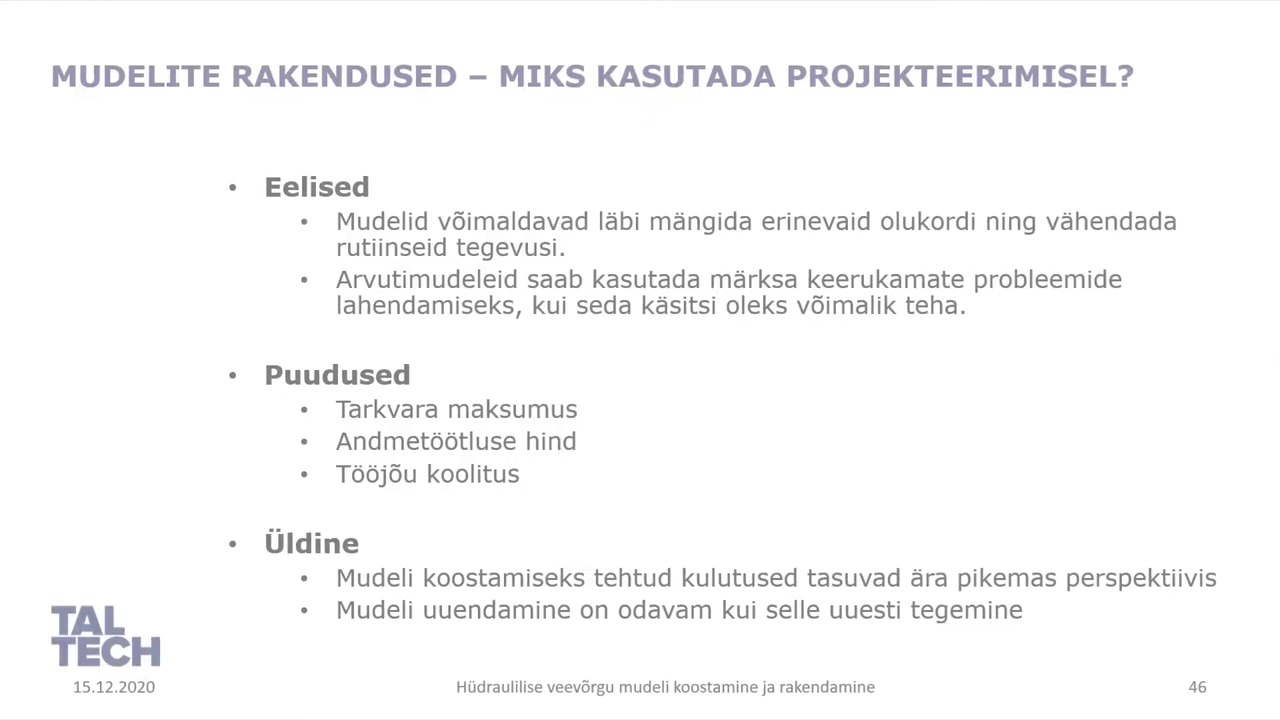 MUDELITE RAKENDUSED – MIKS KASUTADA PROJEKTEERIMISEL?
• Eelised
• Mudelid võimaldavad läbi mängida erinevaid olukordi ning vähendada
rutiinseid tegevusi.
• Arvutimudeleid saab kasutada märksa keerukamate probleemide
lahendamiseks, kui seda käsitsi oleks võimalik teha.
• Puudused
• Tarkvara maksumus
• Andmetöötluse hind
• Tööjõu koolitus
• Üldine
• Mudeli koostamiseks tehtud kulutused tasuvad ära pikemas perspektiivis
• Mudeli uuendamine on odavam kui selle uuesti tegemine
TAL
TECH
15.12.2020
Hüdraulilise veevõrgu mudeli koostamine ja rakendamine
46